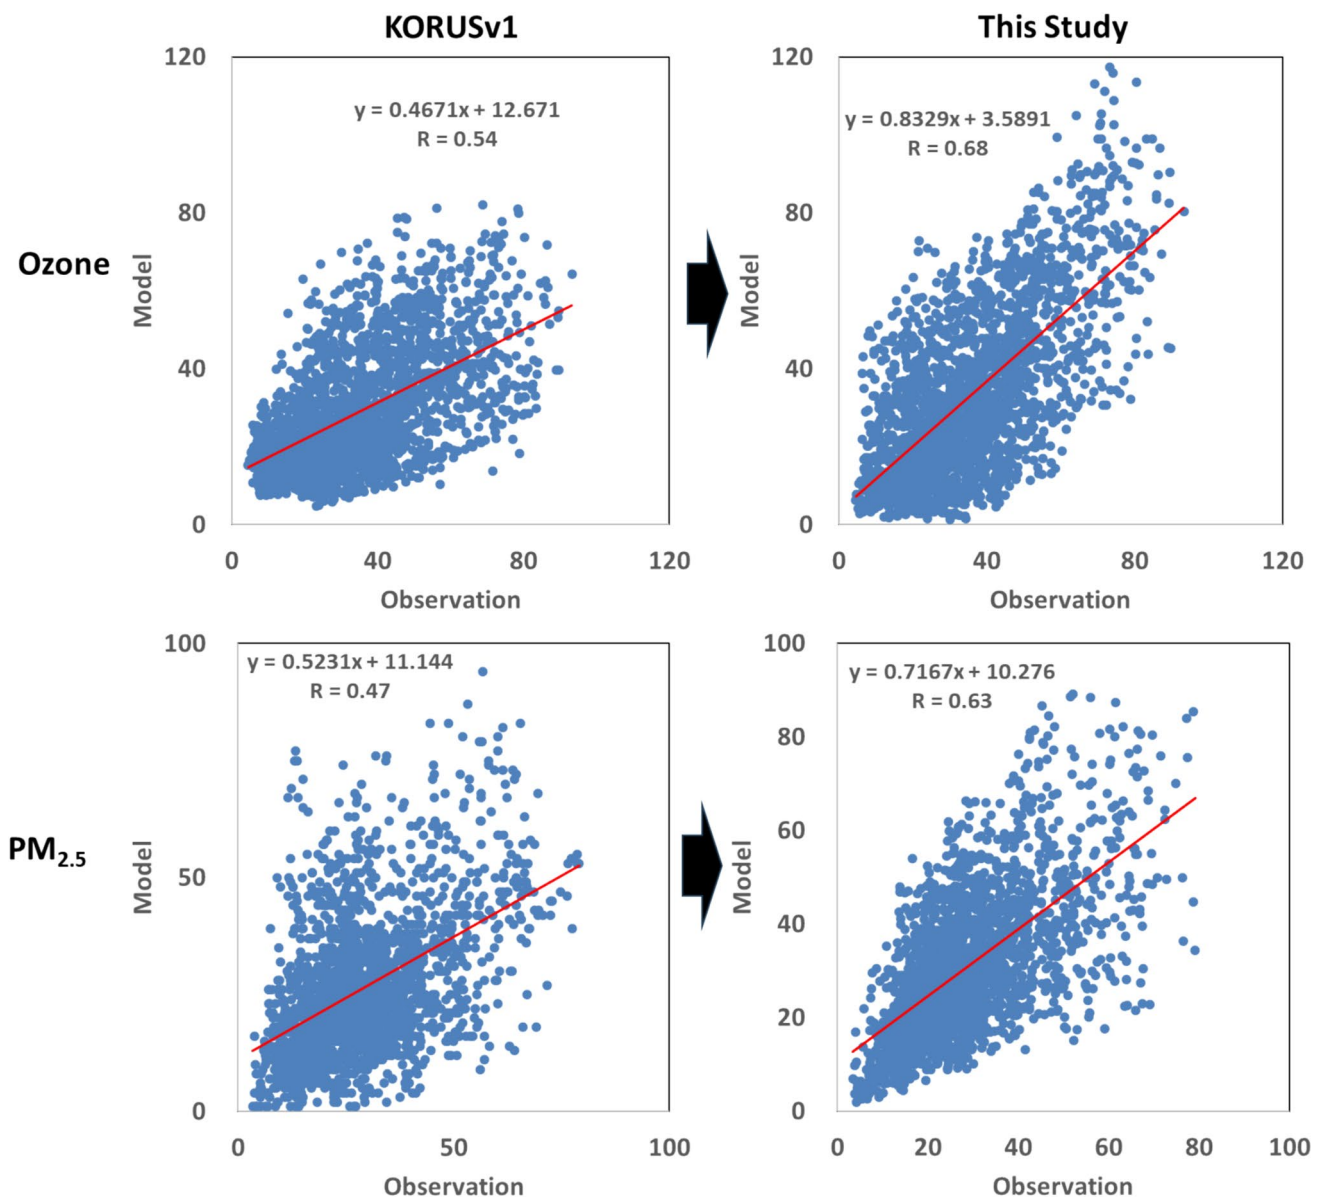 KORUSv1
This Study
Ozone
Model
120
80
40
0
y = 0.4671x + 12.671
R = 0.54
0 40 80 120
Observation
Model
120
80
40
0
y = 0.8329x + 3.5891
R = 0.68
0 40 80 120
Observation
PM2.5
Model
100
50
0
y = 0.5231x + 11.144
R = 0.47
0 50 100
Observation
Model
100
80
60
40
20
0
y = 0.7167x + 10.276
R = 0.63
0 20 40 60 80 100
Observation